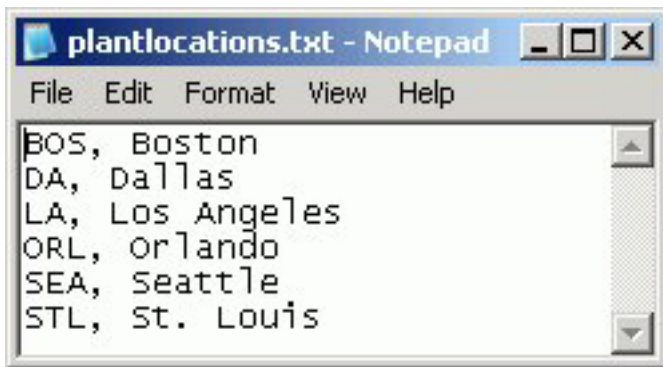 plantlocations.txt - Notepad
File Edit Format View Help
BOS, Boston
DA, Dallas
LA, Los Angeles
ORL, Orlando
SEA, Seattle
STL, St. Louis